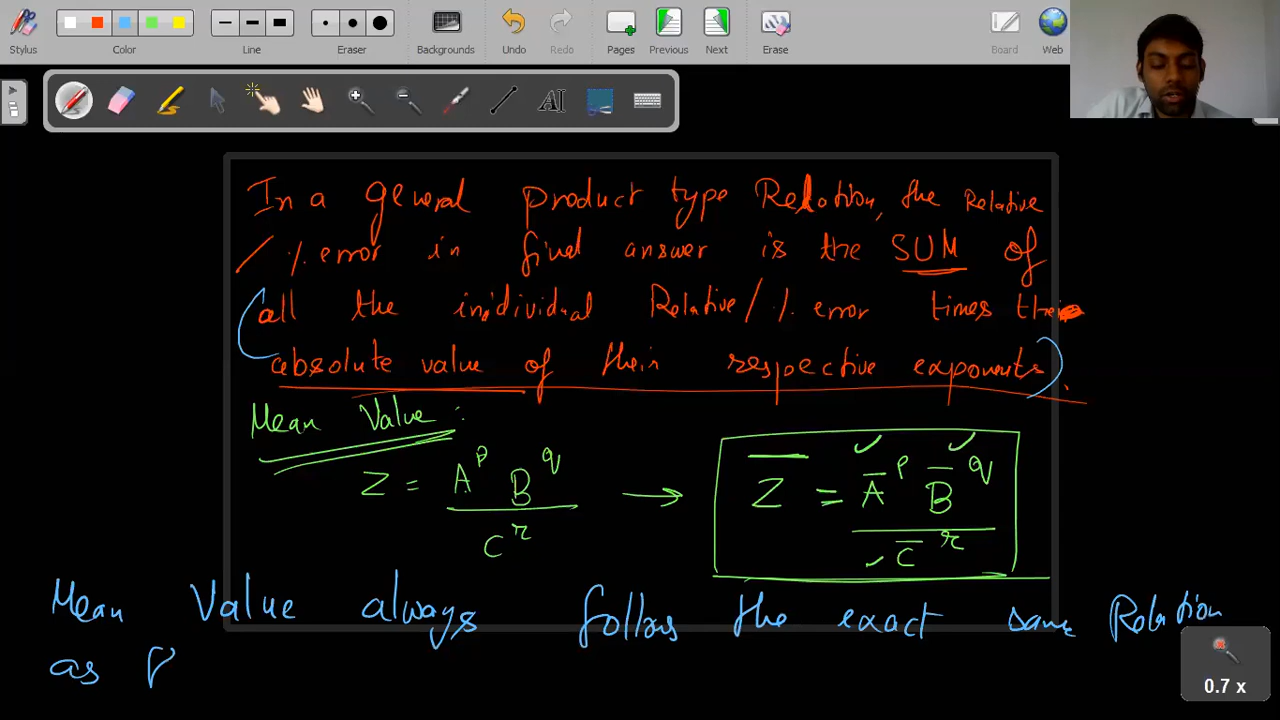 Stylus Color Line Eraser Backgrounds Undo Redo Pages Previous Next Erase Board Web
In a general product type Relation, the Relative
/ % error in final answer is the SUM of
all the individual Relative/% error times their
absolute value of their respective exponents.
Mean Value :
Z = A^p B^q / C^r → Z̅ = A̅^p B̅^q / C̅^r
Mean Value always follows the exact same Relation
as
0.7 x